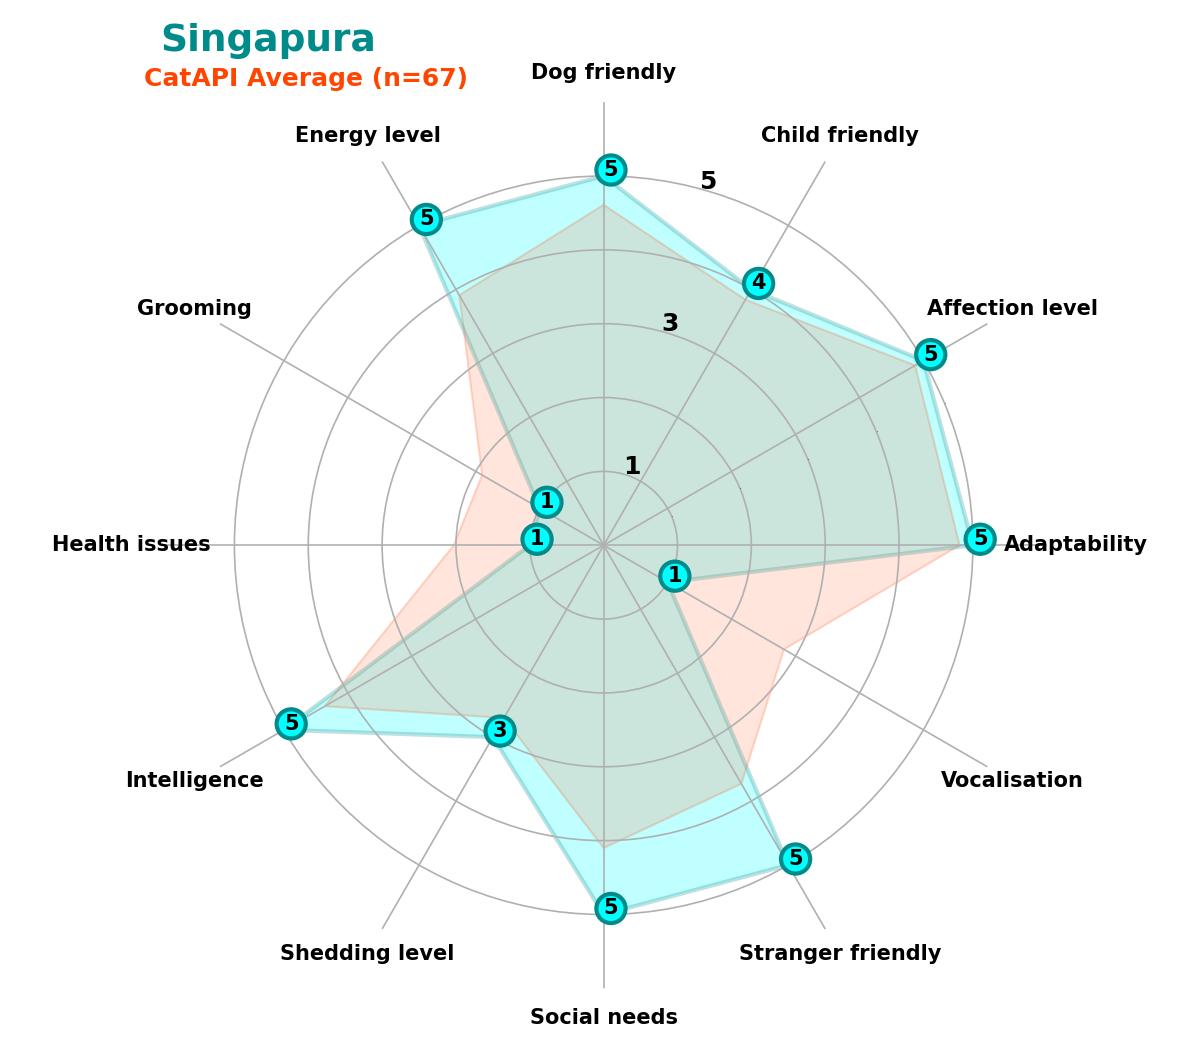 Singapura
CatAPI Average (n=67)
Dog friendly
Energy level
Child friendly
5
5
5
4
Grooming
Affection level
3
5
1
1
Health issues
1
5
Adaptability
1
5
3
Intelligence
Vocalisation
5
5
Shedding level
Stranger friendly
Social needs